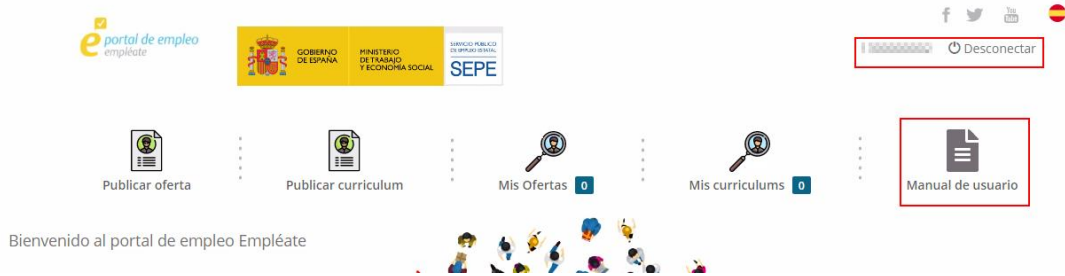 You
Tube
portal de empleo
empléate
GOBIERNO
DE ESPAÑA
MINISTERIO
DE TRABAJO
Y ECONOMÍA SOCIAL
SERVICIO PÚBLICO
DE EMPLEO ESTATAL
SEPE
Desconectar
Publicar oferta
Publicar curriculum
Mis Ofertas 0
Mis curriculums 0
Manual de usuario
Bienvenido al portal de empleo Empléate